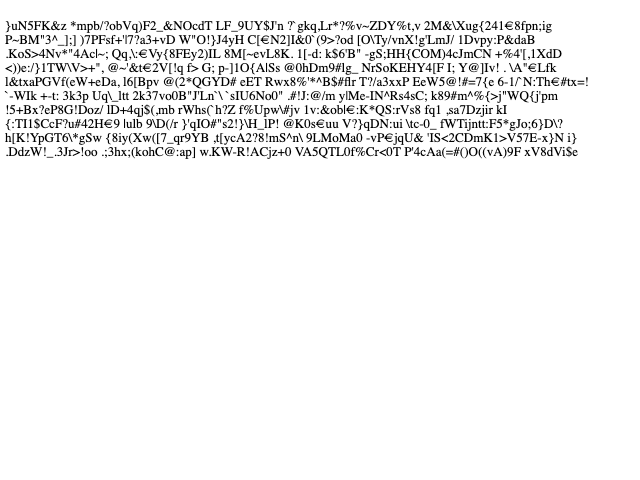 }uN5FK&z *mpb/?obVq)F2_&NOcdT LF_9UY$J'n ?`gkq,Lr*?%v~ZDY%t,v 2M&\Xug{241€8fpn;ig
P~BM"3^_];] )7PFsf+'|7?a3+vD W"O!}J4yH C[€N2]I&0`(9>?od [O\Ty/vnX!g'LmJ/ 1Dvpy:P&daB
.KoS>4Nv*"4Ac|~; Qq,\:€Vy{8FEy2)IL 8M[~evL8K. 1[-d: k$6'B" -gS;HH{COM)4cJmCN +%4'[,1XdD
<))e:/}1TW\V>+", @~'&t€2V[!q f> G; p-]1O{A|Ss @0hDm9#lg_ NrSoKEHY4[F I; Y@]Iv! . \A"€Lfk
l&txaPGVf(eW+eDa, l6[Bpv @(2*QGYD# eET Rwx8%'*^B$#flr T?/a3xxP EeW5@!#=7{e 6-1/`N:Th€#tx=!
`-WIk +-t: 3k3p Uq\_ltt 2k37vo0B"J'Ln`\`sIU6No0" .#!J:@/m y|Me-IN^Rs4sC; k89#m^%{>j"WQ{j'pm
!5+Bx?eP8G!Doz/ lD+4qj$(,mb rWhs(`h?Z f%Upw\#jv 1v:&ob|€:K*QS:rVs8 fq1 ,sa7Dzjir kI
{:TI1$CcF?u#42H€9 lulb 9\D(/r }'qIO#"s2!}\H_lP! @K0s€uu V?}qDN:ui \tc-0_ fWTijntt:F5*gJo;6}D\?
h[K!YpGT6\*gSw {8iy(Xw([7_qr9YB ,t[ycA2?8!mS^n\ 9LMoMa0 -vP€jqU& 'IS<2CDmK1>V57E-x}N i}
.DdzW!_.3Jr>!oo .;3hx;(kohC@:ap] w.KW-R!ACjz+0 VA5QTL0f%Cr<0T P'4cAa(=#()O((vA)9F xV8dVi$e